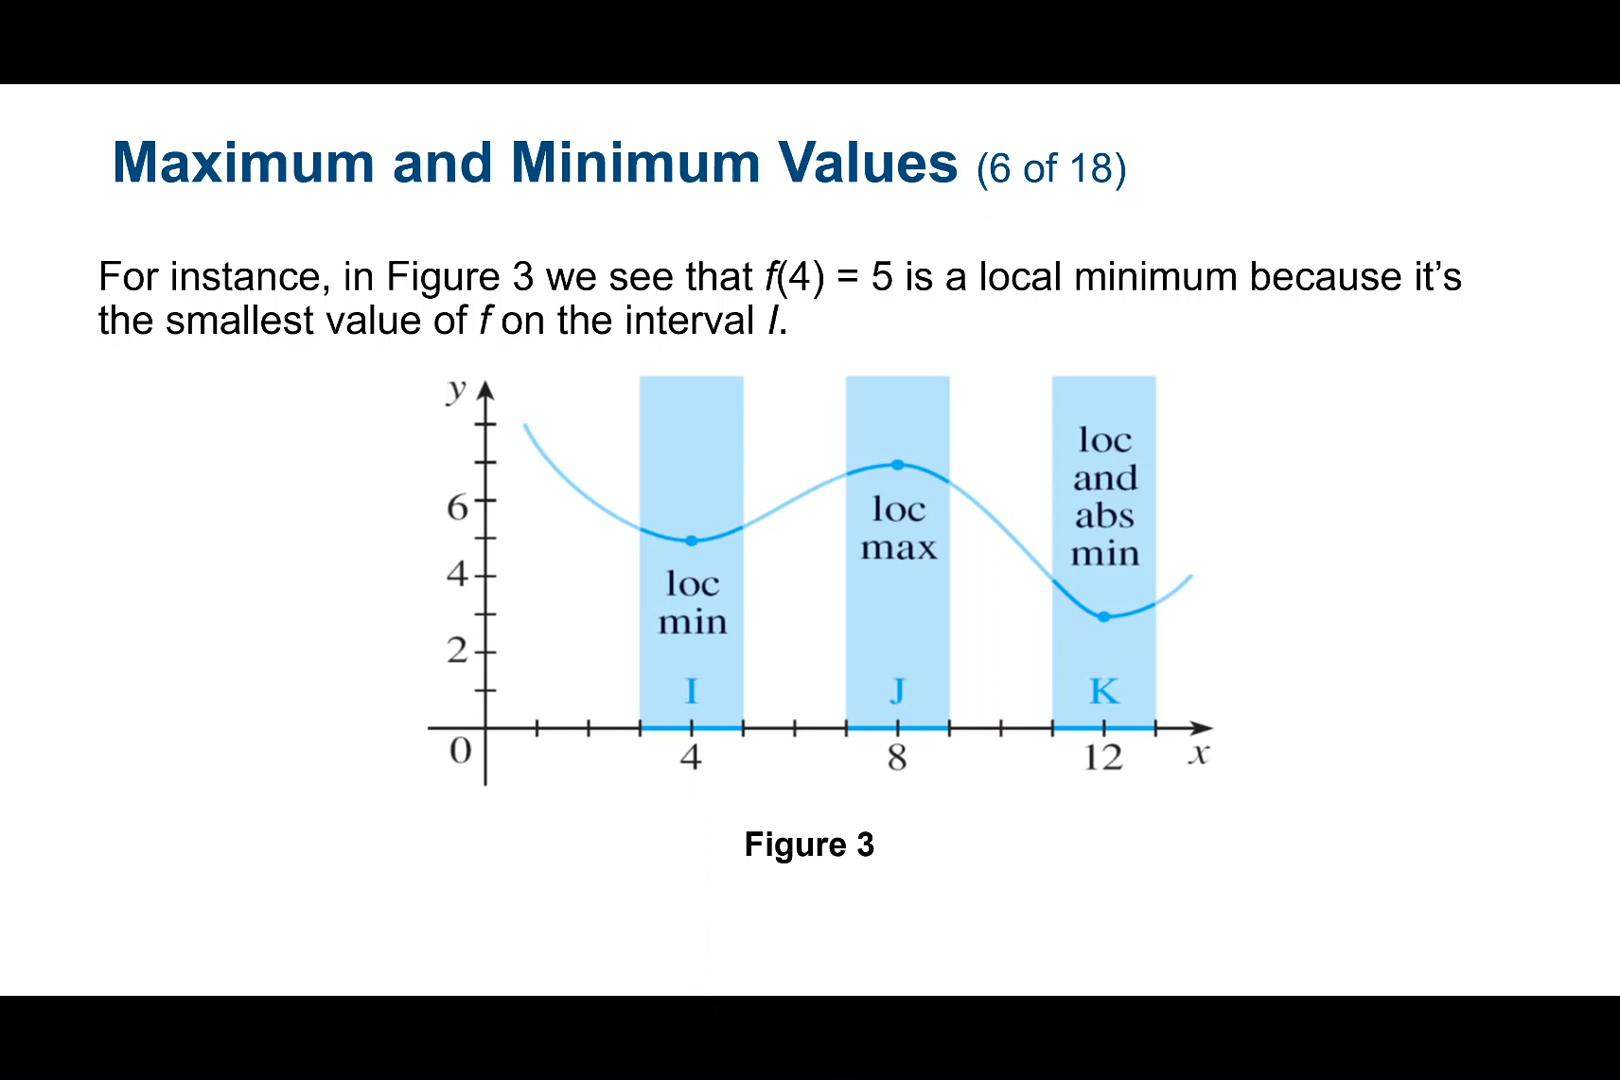 Maximum and Minimum Values (6 of 18)
For instance, in Figure 3 we see that f(4) = 5 is a local minimum because it’s
the smallest value of f on the interval I.
y
6
4
2
0
loc
min
I
loc
max
J
loc
and
abs
min
K
4
8
12
x
Figure 3